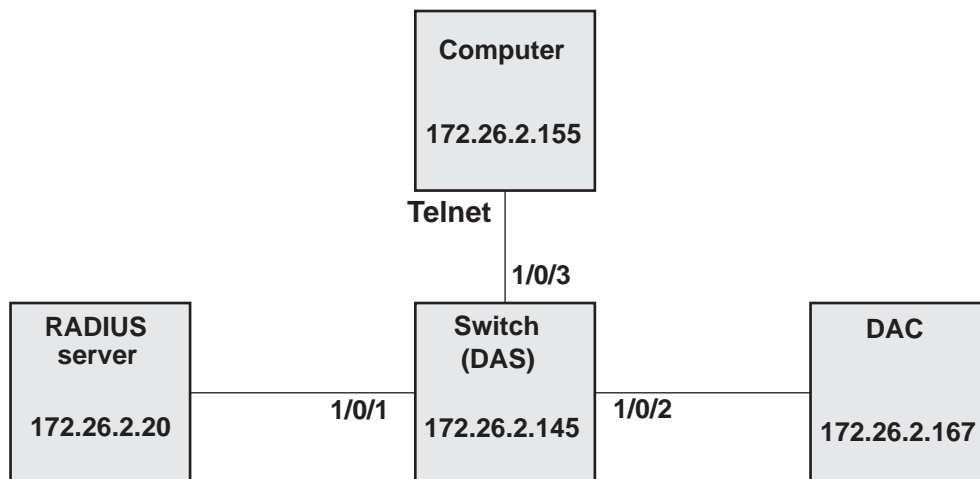 Computer
172.26.2.155
Telnet
1/0/3
RADIUS
server
172.26.2.20
1/0/1
Switch
(DAS)
172.26.2.145
1/0/2
DAC
172.26.2.167